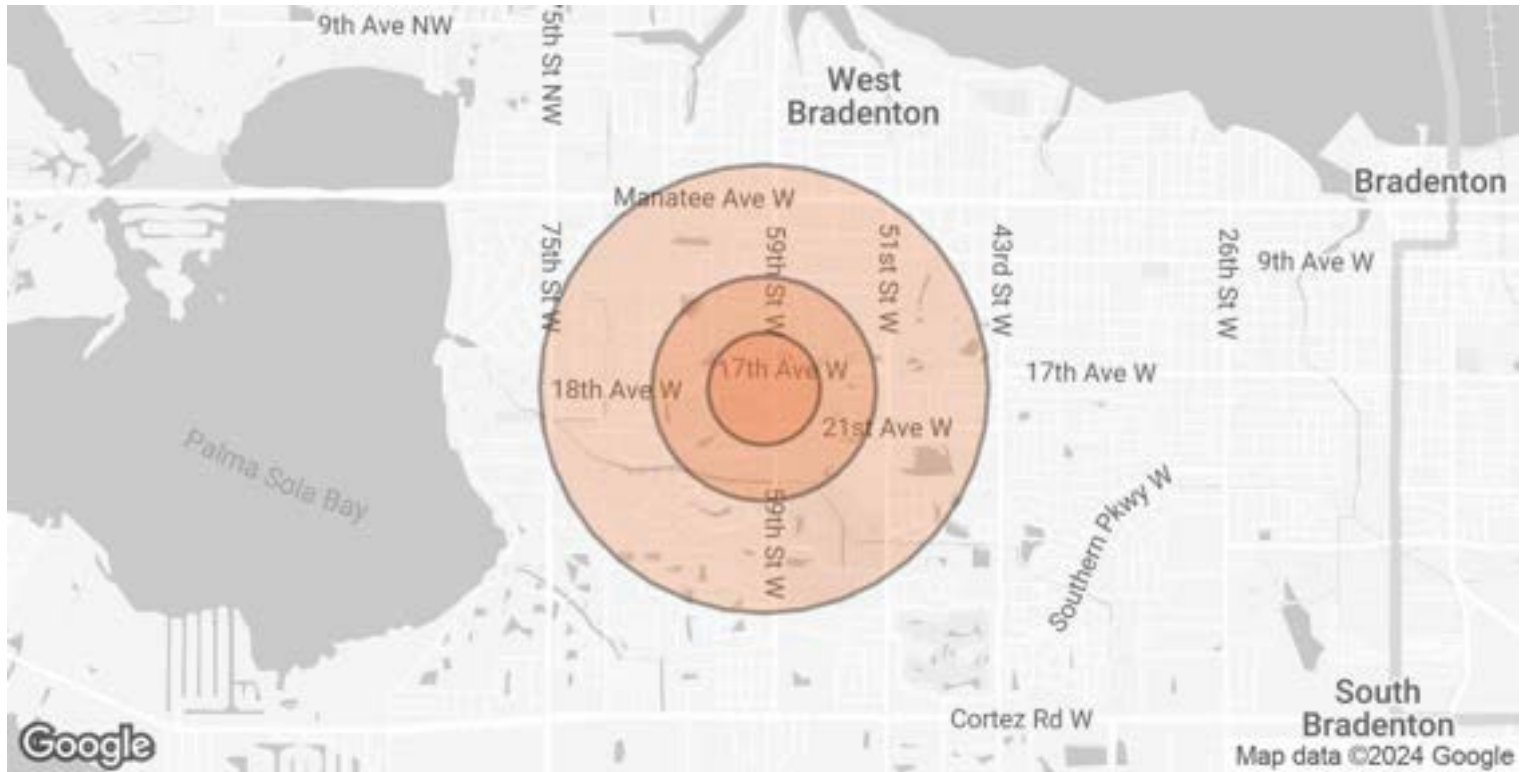 9th Ave NW
75th St NW
West
Bradenton
Bradenton
Manatee Ave W
75th St W
59th St W
51st St W
43rd St W
26th St W
9th Ave W
17th Ave W
17th Ave W
18th Ave W
21st Ave W
Palma Sola Bay
59th St W
Southern Pkwy W
South
Bradenton
Cortez Rd W
Google
Map data ©2024 Google